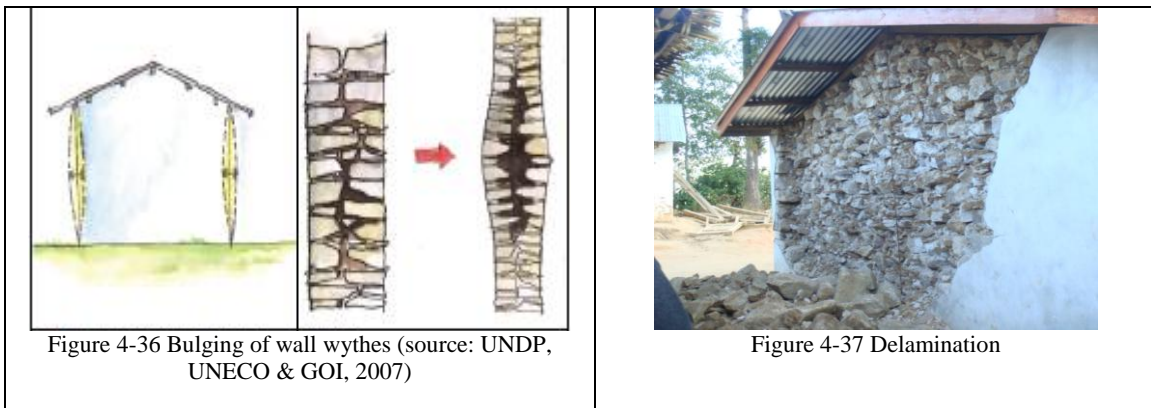 Figure 4-36 Bulging of wall wythes (source: UNDP,
UNECO & GOI, 2007)
Figure 4-37 Delamination